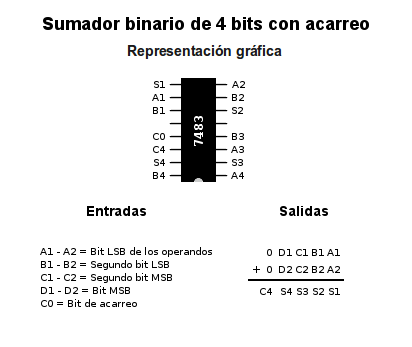 Sumador binario de 4 bits con acarreo
Representación gráfica
S1 A2
A1 B2
B1 S2
7483
C0 B3
C4 A3
S4 S3
B4 A4
Entradas
A1 - A2 = Bit LSB de los operandos
B1 - B2 = Segundo bit LSB
C1 - C2 = Segundo bit MSB
D1 - D2 = Bit MSB
C0 = Bit de acarreo
Salidas
0 D1 C1 B1 A1
+ 0 D2 C2 B2 A2
C4 S4 S3 S2 S1